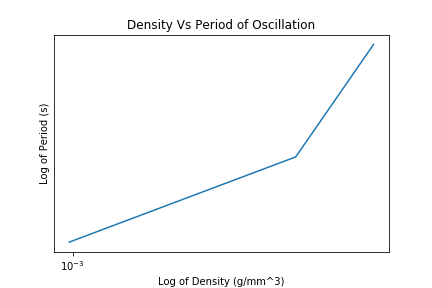 Density Vs Period of Oscillation
Log of Period (s)
10^-3
Log of Density (g/mm^3)